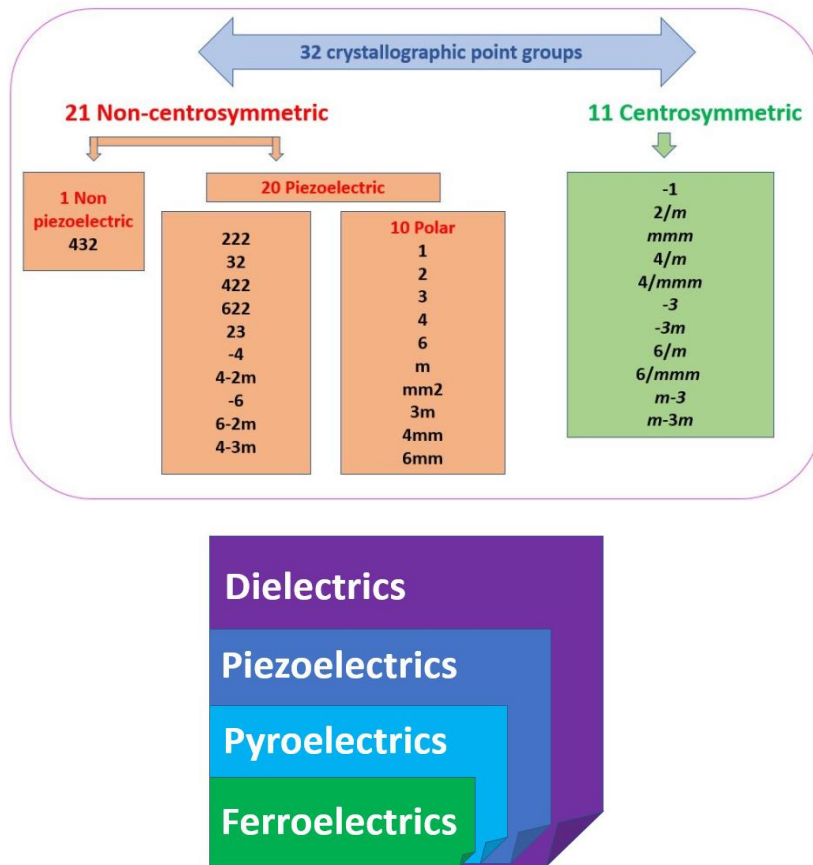 32 crystallographic point groups
21 Non-centrosymmetric
11 Centrosymmetric
1 Non
piezoelectric
432
20 Piezoelectric
222
32
422
622
23
-4
4-2m
-6
6-2m
4-3m
10 Polar
1
2
3
4
6
m
mm2
3m
4mm
6mm
-1
2/m
mmm
4/m
4/mmm
-3
-3m
6/m
6/mmm
m-3
m-3m
Dielectrics
Piezoelectrics
Pyroelectrics
Ferroelectrics